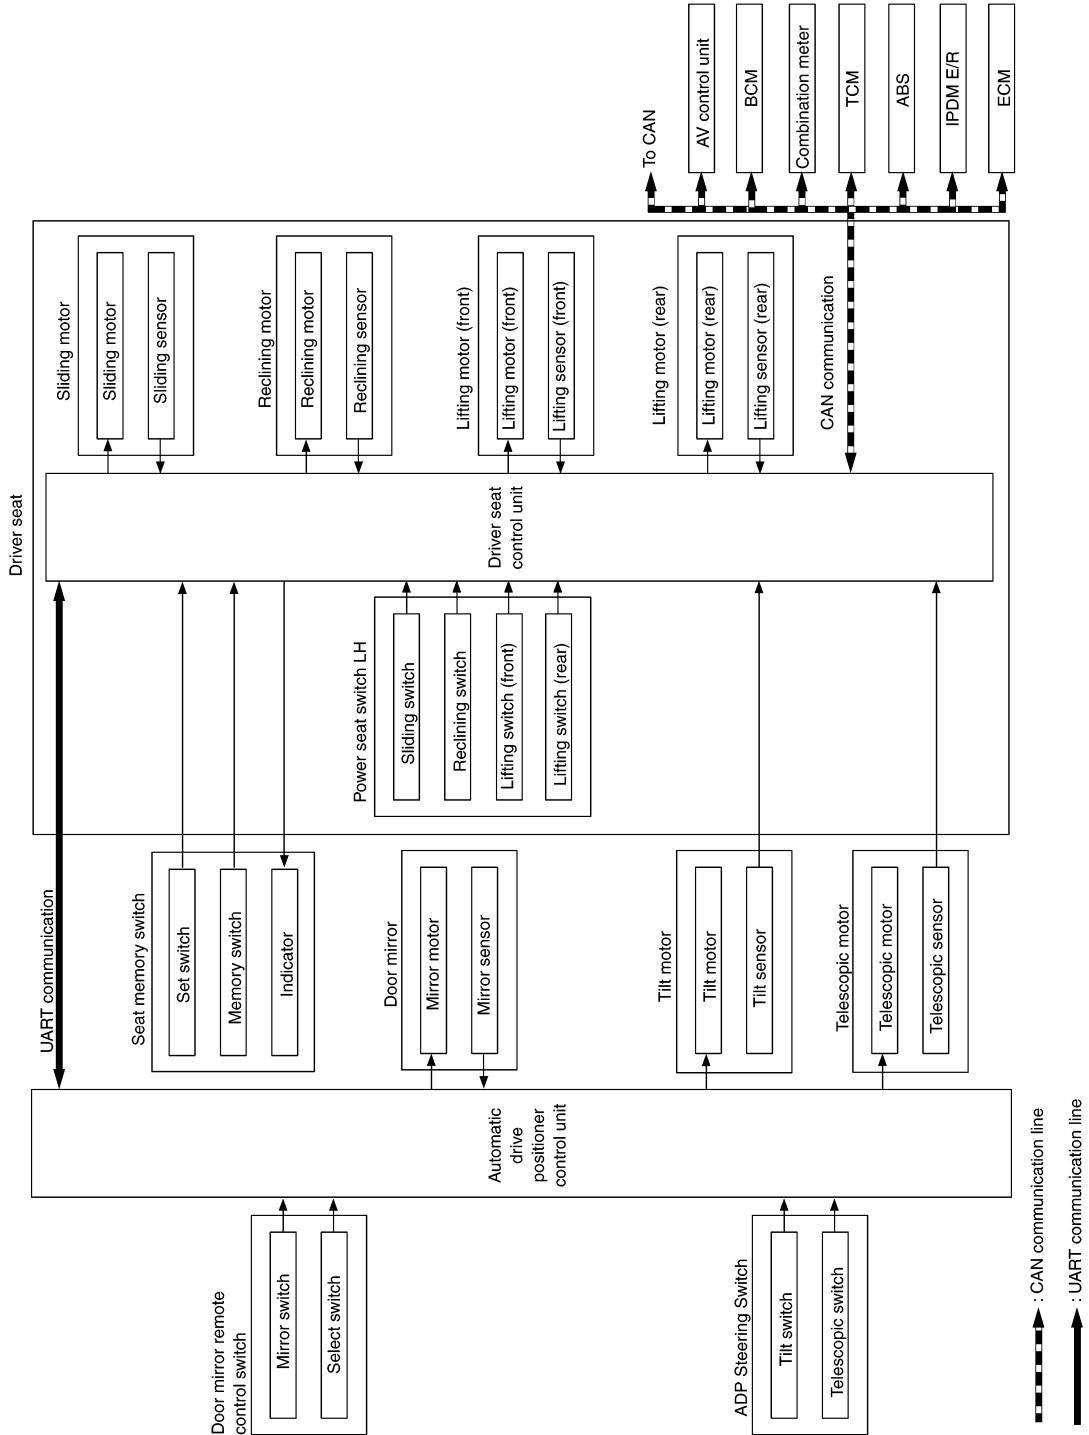 Door mirror remote
control switch
Mirror switch
Select switch
ADP Steering Switch
Tilt switch
Telescopic switch
Automatic
drive
positioner
control unit
UART communication
Seat memory switch
Set switch
Memory switch
Indicator
Door mirror
Mirror motor
Mirror sensor
Tilt motor
Tilt motor
Tilt sensor
Telescopic motor
Telescopic motor
Telescopic sensor
Driver seat
Power seat switch LH
Sliding switch
Reclining switch
Lifting switch (front)
Lifting switch (rear)
Driver seat
control unit
Sliding motor
Sliding motor
Sliding sensor
Reclining motor
Reclining motor
Reclining sensor
Lifting motor (front)
Lifting motor (front)
Lifting sensor (front)
Lifting motor (rear)
Lifting motor (rear)
Lifting sensor (rear)
CAN communication
To CAN
AV control unit
BCM
Combination meter
TCM
ABS
IPDM E/R
ECM
: CAN communication line
: UART communication line